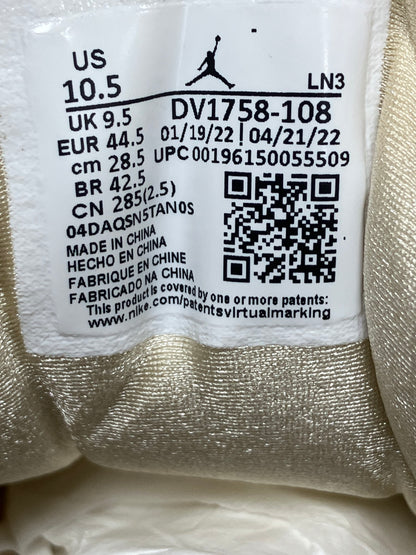 US
10.5
LN3
UK 9.5
DV1758-108
EUR 44.5
01/19/22 | 04/21/22
cm 28.5
UPC 00196150055509
BR 42.5
CN 285(2.5)
04DAQSN5TAN0S
MADE IN CHINA
HECHO EN CHINA
FABRIQUE EN CHINE
FABRICADO NA CHINA
This product is covered by one or more patents:
www.nike.com/patentsvirtualmarking